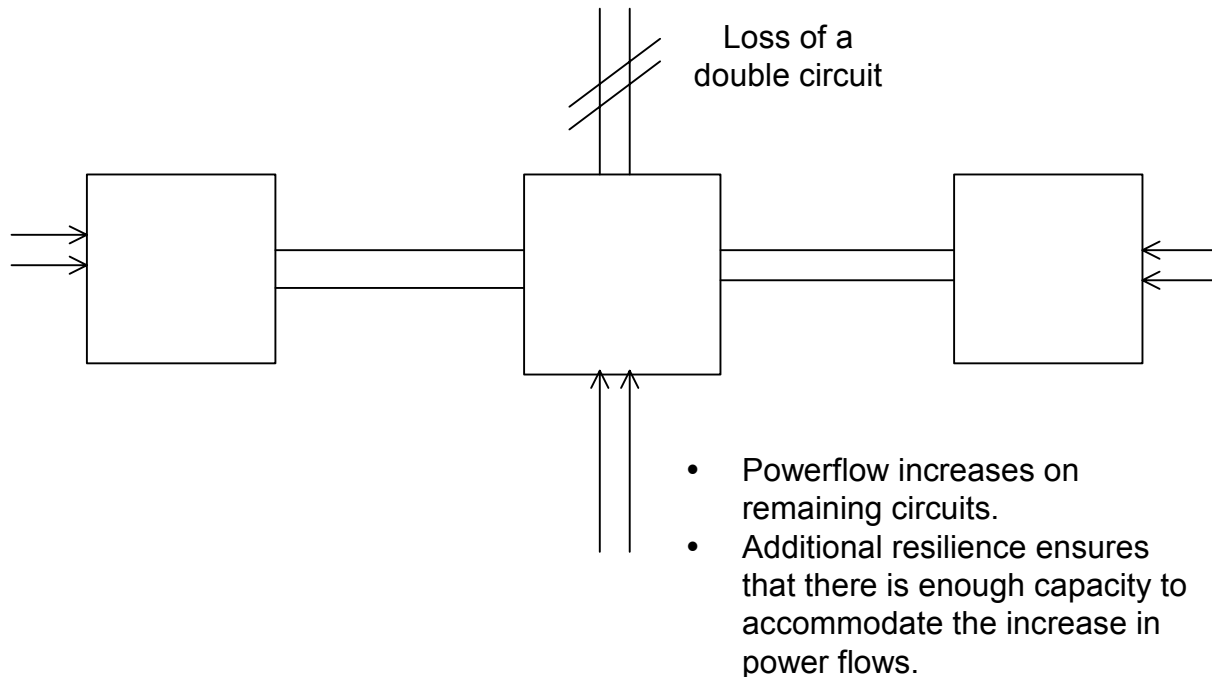 Loss of a
double circuit
• Powerflow increases on
remaining circuits.
• Additional resilience ensures
that there is enough capacity to
accommodate the increase in
power flows.